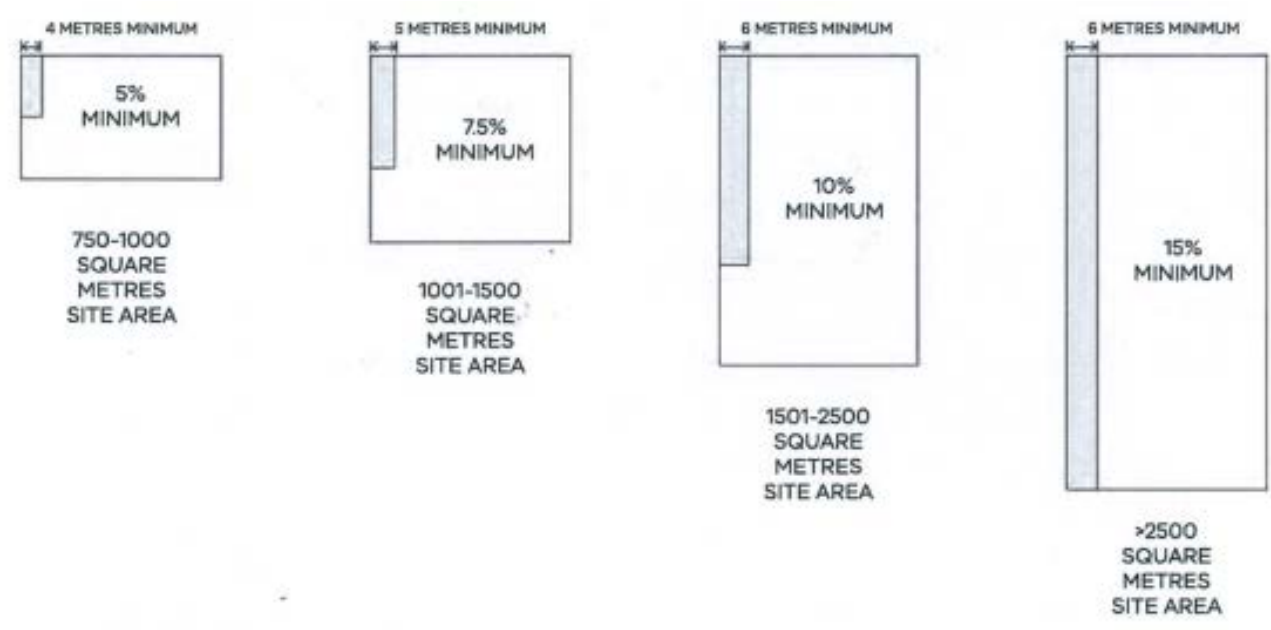 4 METRES MINIMUM
5%
MINIMUM
750-1000
SQUARE
METRES
SITE AREA
5 METRES MINIMUM
7.5%
MINIMUM
1001-1500
SQUARE
METRES
SITE AREA
6 METRES MINIMUM
10%
MINIMUM
1501-2500
SQUARE
METRES
SITE AREA
6 METRES MINIMUM
15%
MINIMUM
>2500
SQUARE
METRES
SITE AREA